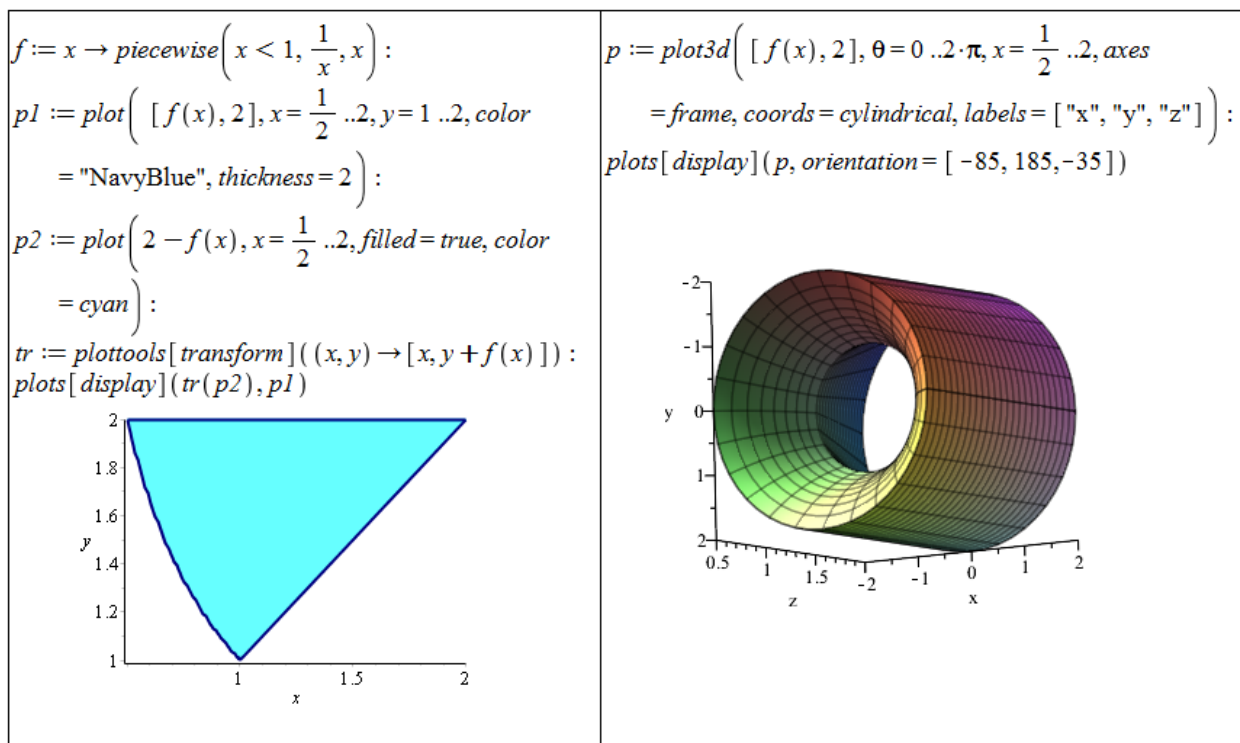 f := x → piecewise(x < 1, 1/x, x) :
p1 := plot( [f(x), 2], x = 1/2 ..2, y = 1 ..2, color
= "NavyBlue", thickness = 2) :
p2 := plot(2 − f(x), x = 1/2 ..2, filled = true, color
= cyan) :
tr := plottools[transform]((x, y) → [x, y + f(x)]) :
plots[display](tr(p2), p1)
2
1.8
1.6
y
1.4
1.2
1
1 1.5 2
x
p := plot3d( [f(x), 2], θ = 0 ..2·π, x = 1/2 ..2, axes
= frame, coords = cylindrical, labels = ["x", "y", "z"]) :
plots[display](p, orientation = [-85, 185, -35])
-2
-1
y 0
1
2
0.5 1 1.5 -2 -1 0 1 2
z x